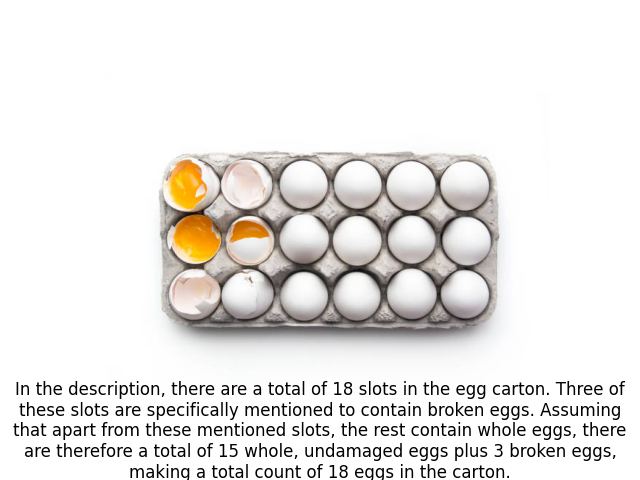 In the description, there are a total of 18 slots in the egg carton. Three of
these slots are specifically mentioned to contain broken eggs. Assuming
that apart from these mentioned slots, the rest contain whole eggs, there
are therefore a total of 15 whole, undamaged eggs plus 3 broken eggs,
making a total count of 18 eggs in the carton.